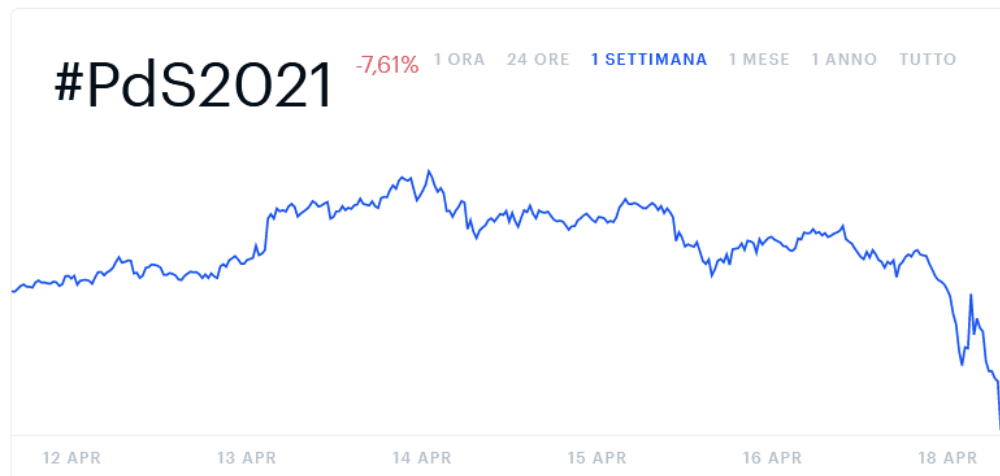 #PdS2021 -7,61% 1 ORA 24 ORE 1 SETTIMANA 1 MESE 1 ANNO TUTTO
12 APR 13 APR 14 APR 15 APR 16 APR 18 APR